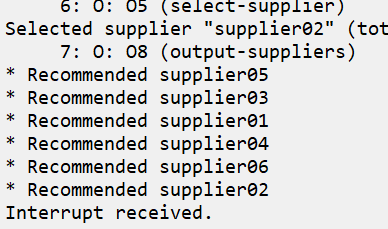 6: O: O5 (select-supplier)
Selected supplier "supplier02" (tot
7: O: O8 (output-suppliers)
* Recommended supplier05
* Recommended supplier03
* Recommended supplier01
* Recommended supplier04
* Recommended supplier06
* Recommended supplier02
Interrupt received.